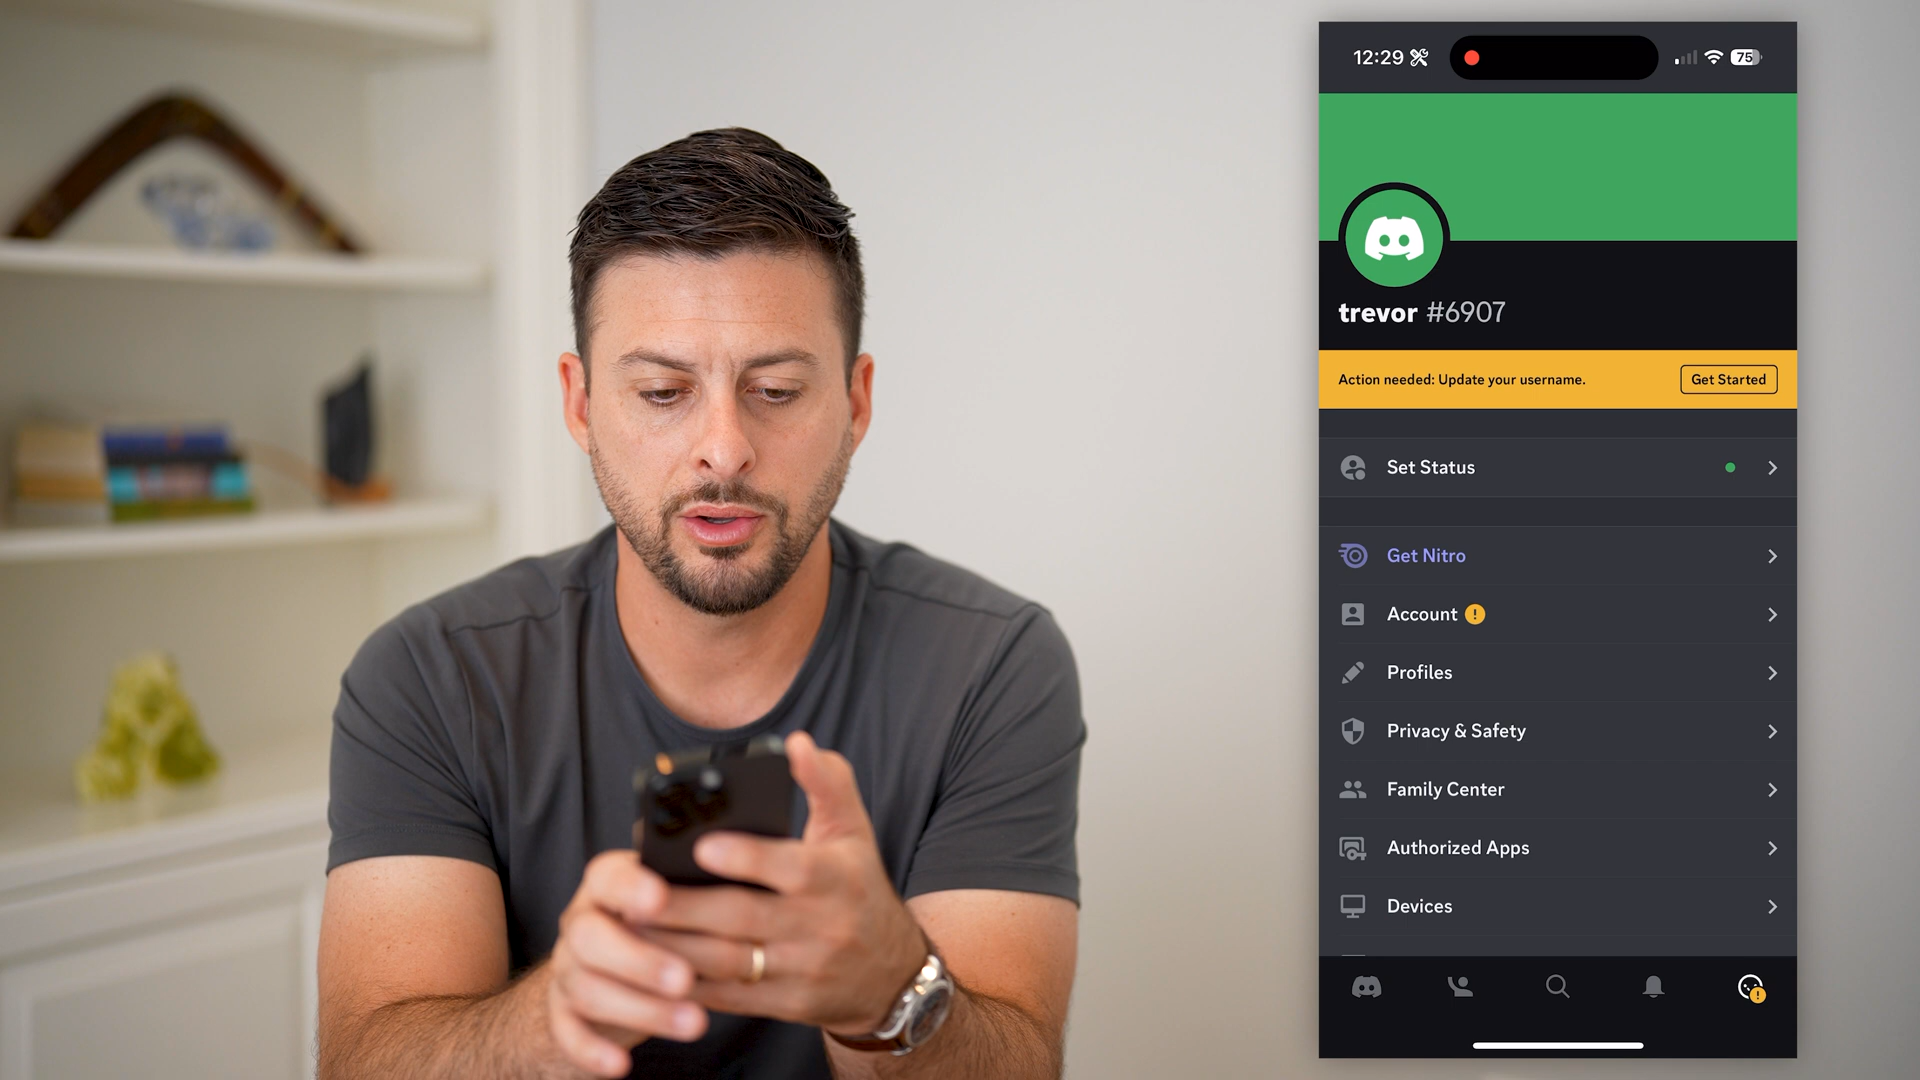 12:29
75
trevor #6907
Action needed: Update your username.
Get Started
Set Status
Get Nitro
Account
Profiles
Privacy & Safety
Family Center
Authorized Apps
Devices